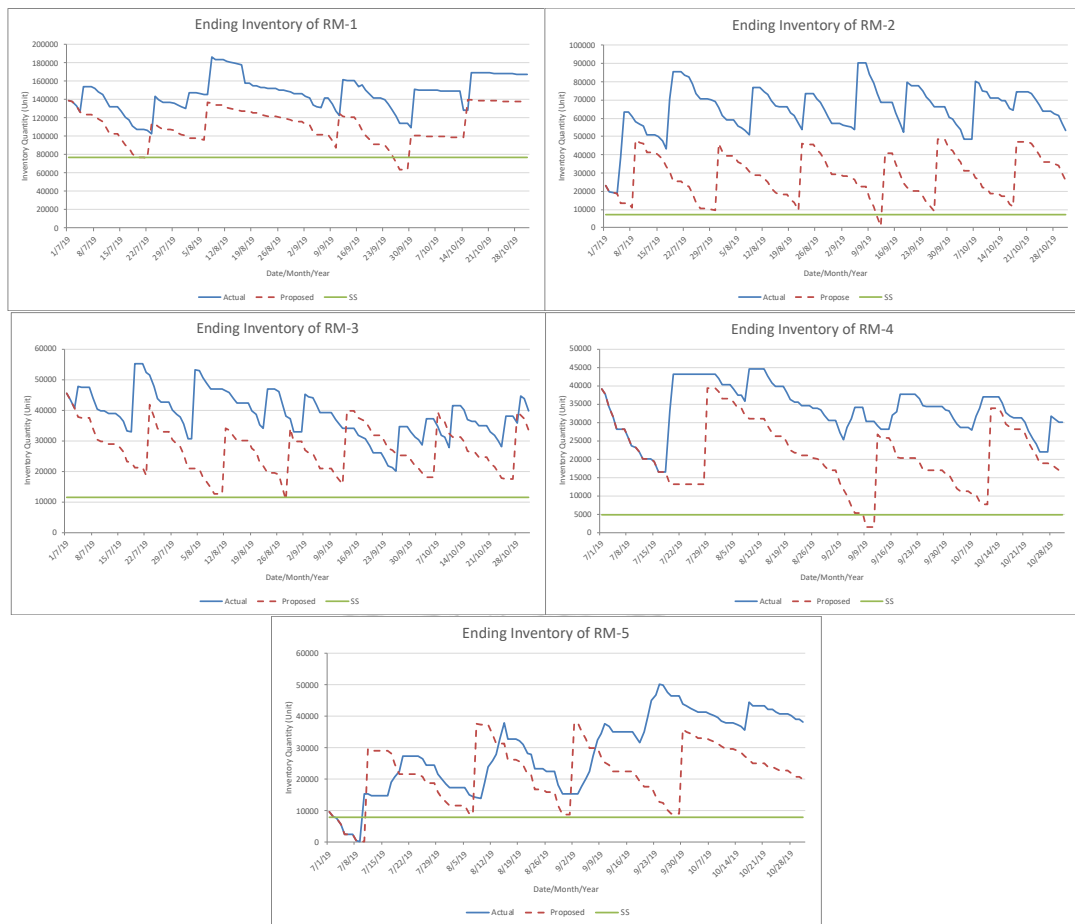 Ending Inventory of RM-1
Inventory Quantity (Unit)
200000
180000
160000
140000
120000
100000
80000
60000
40000
20000
0
1/7/19 8/7/19 15/7/19 22/7/19 29/7/19 5/8/19 12/8/19 19/8/19 26/8/19 2/9/19 9/9/19 16/9/19 23/9/19 30/9/19 7/10/19 14/10/19 21/10/19 28/10/19
Date/Month/Year
Actual Proposed SS
Ending Inventory of RM-2
Inventory Quantity (Unit)
100000
90000
80000
70000
60000
50000
40000
30000
20000
10000
0
1/7/19 8/7/19 15/7/19 22/7/19 29/7/19 5/8/19 12/8/19 19/8/19 26/8/19 2/9/19 9/9/19 16/9/19 23/9/19 30/9/19 7/10/19 14/10/19 21/10/19 28/10/19
Date/Month/Year
Actual Propose SS
Ending Inventory of RM-3
Inventory Quantity (Unit)
60000
50000
40000
30000
20000
10000
0
1/7/19 8/7/19 15/7/19 22/7/19 29/7/19 5/8/19 12/8/19 19/8/19 26/8/19 2/9/19 9/9/19 16/9/19 23/9/19 30/9/19 7/10/19 14/10/19 21/10/19 28/10/19
Date/Month/Year
Actual Proposed SS
Ending Inventory of RM-4
Inventory Quantity (Unit)
50000
45000
40000
35000
30000
25000
20000
15000
10000
5000
0
7/1/19 7/8/19 7/15/19 7/22/19 7/29/19 8/5/19 8/12/19 8/19/19 8/26/19 9/2/19 9/9/19 9/16/19 9/23/19 9/30/19 10/7/19 10/14/19 10/21/19 10/28/19
Date/Month/Year
Actual Proposed SS
Ending Inventory of RM-5
Inventory Quantity (Unit)
60000
50000
40000
30000
20000
10000
0
7/1/19 7/8/19 7/15/19 7/22/19 7/29/19 8/5/19 8/12/19 8/19/19 8/26/19 9/2/19 9/9/19 9/16/19 9/23/19 9/30/19 10/7/19 10/14/19 10/21/19 10/28/19
Date/Month/Year
Actual Proposed SS